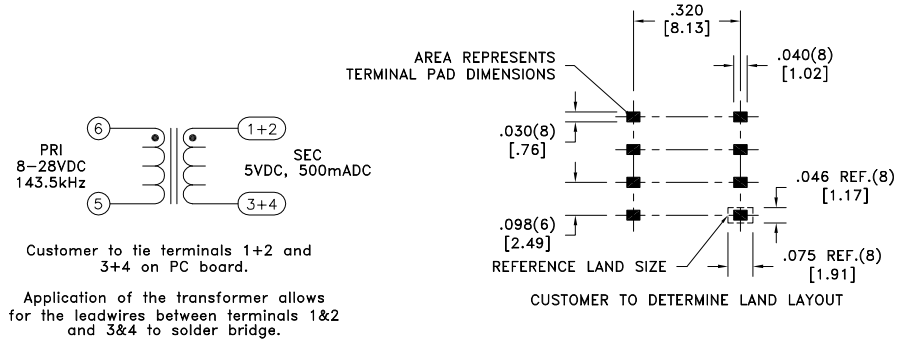 6
1+2
PRI
8-28VDC
143.5kHz
SEC
5VDC, 500mADC
5
3+4
Customer to tie terminals 1+2 and
3+4 on PC board.
Application of the transformer allows
for the leadwires between terminals 1&2
and 3&4 to solder bridge.
.320
[8.13]
AREA REPRESENTS
TERMINAL PAD DIMENSIONS
.040(8)
[1.02]
.030(8)
[.76]
.046 REF.(8)
[1.17]
.098(6)
[2.49]
.075 REF.(8)
[1.91]
REFERENCE LAND SIZE
CUSTOMER TO DETERMINE LAND LAYOUT